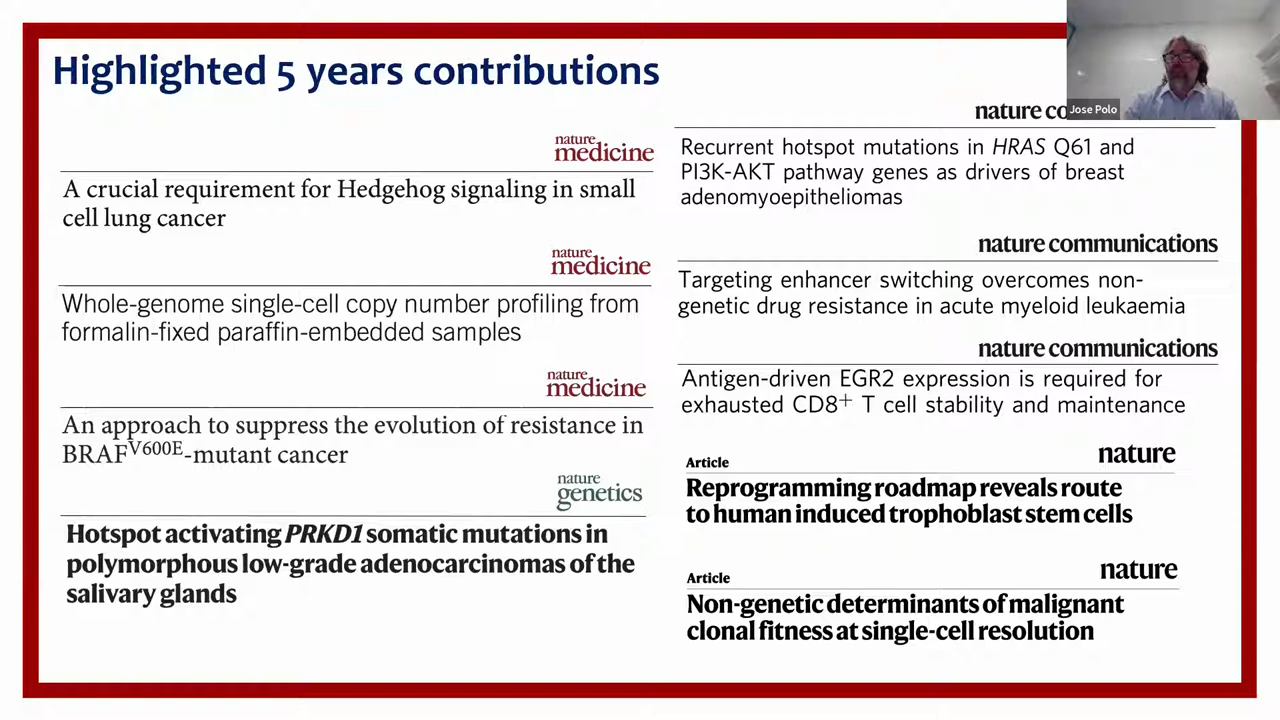 Highlighted 5 years contributions
nature
medicine
A crucial requirement for Hedgehog signaling in small
cell lung cancer
nature
medicine
Whole-genome single-cell copy number profiling from
formalin-fixed paraffin-embedded samples
nature
medicine
An approach to suppress the evolution of resistance in
BRAFV600E-mutant cancer
nature
genetics
Hotspot activating PRKD1 somatic mutations in
polymorphous low-grade adenocarcinomas of the
salivary glands
Jose Polo
nature co
Recurrent hotspot mutations in HRAS Q61 and
PI3K-AKT pathway genes as drivers of breast
adenomyoepitheliomas
nature communications
Targeting enhancer switching overcomes non-
genetic drug resistance in acute myeloid leukaemia
nature communications
Antigen-driven EGR2 expression is required for
exhausted CD8+ T cell stability and maintenance
Article nature
Reprogramming roadmap reveals route
to human induced trophoblast stem cells
Article nature
Non-genetic determinants of malignant
clonal fitness at single-cell resolution